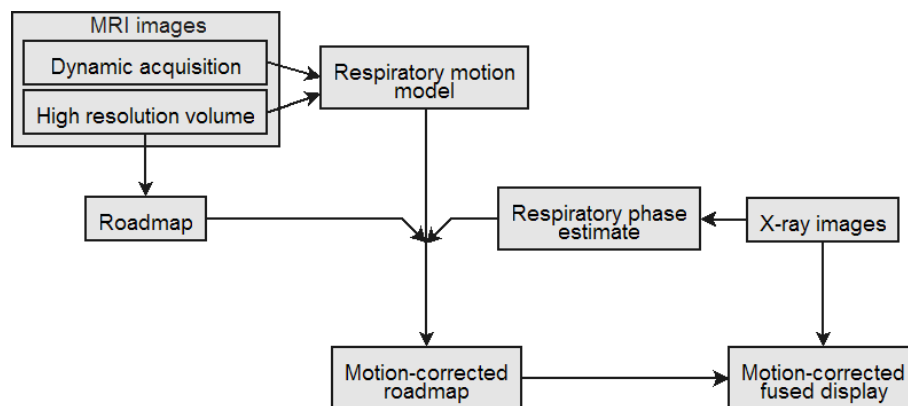 MRI images
Dynamic acquisition
High resolution volume
Respiratory motion
model
Roadmap
Respiratory phase
estimate
X-ray images
Motion-corrected
roadmap
Motion-corrected
fused display